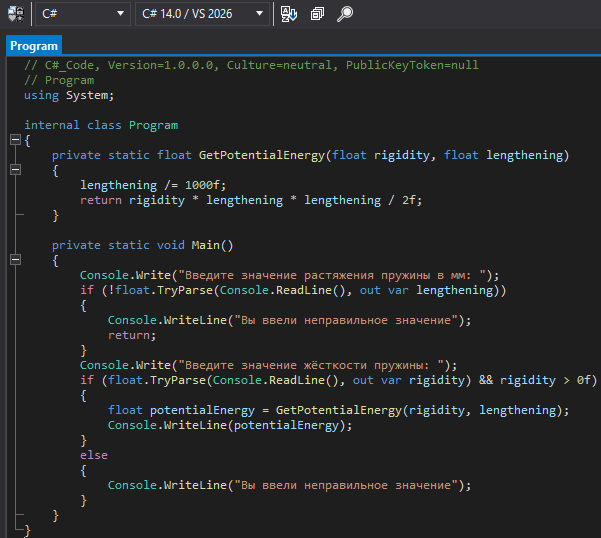 C# C# 14.0 / VS 2026
Program
// C#_Code, Version=1.0.0.0, Culture=neutral, PublicKeyToken=null
// Program
using System;
internal class Program
{
private static float GetPotentialEnergy(float rigidity, float lengthening)
{
lengthening /= 1000f;
return rigidity * lengthening * lengthening / 2f;
}
private static void Main()
{
Console.Write("Введите значение растяжения пружины в мм: ");
if (!float.TryParse(Console.ReadLine(), out var lengthening))
{
Console.WriteLine("Вы ввели неправильное значение");
return;
}
Console.Write("Введите значение жёсткости пружины: ");
if (float.TryParse(Console.ReadLine(), out var rigidity) && rigidity > 0f)
{
float potentialEnergy = GetPotentialEnergy(rigidity, lengthening);
Console.WriteLine(potentialEnergy);
}
else
{
Console.WriteLine("Вы ввели неправильное значение");
}
}
}